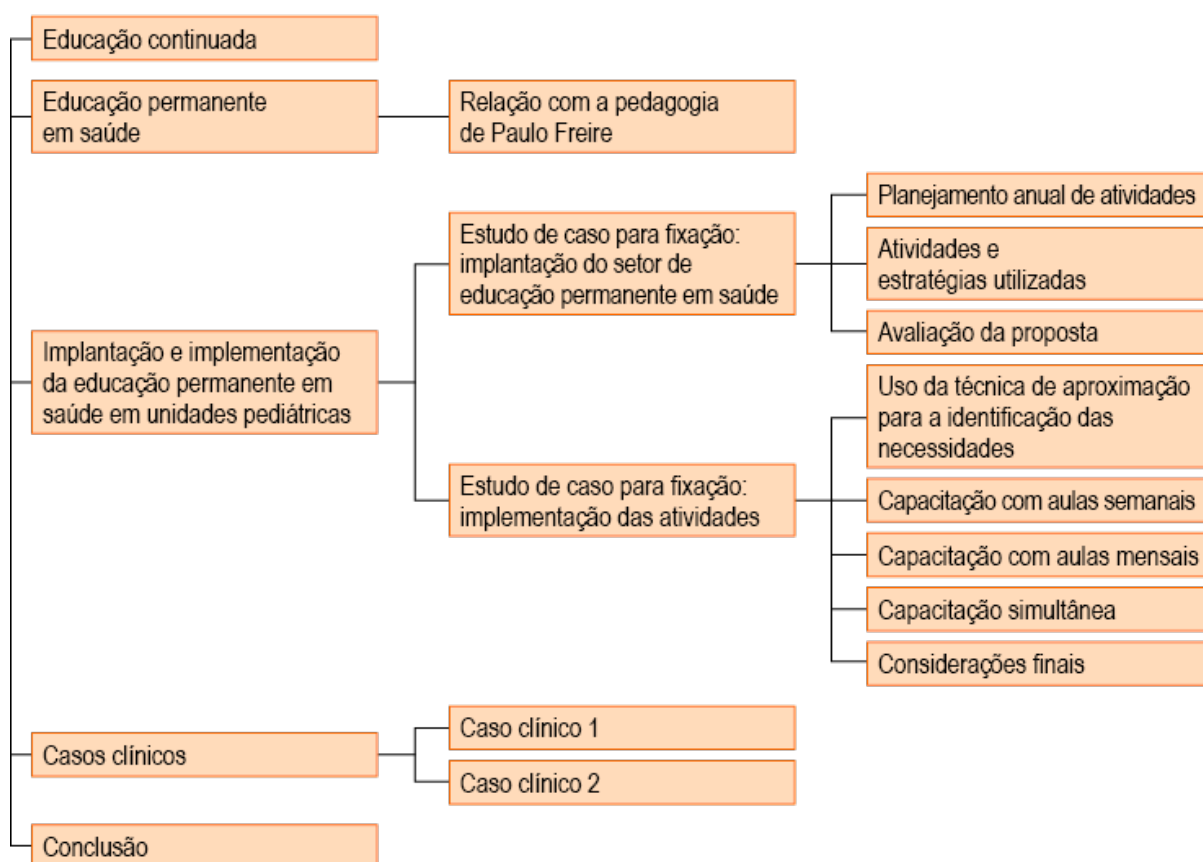 Educação continuada
Educação permanente
em saúde
Relação com a pedagogia
de Paulo Freire
Implantação e implementação
da educação permanente em
saúde em unidades pediátricas
Estudo de caso para fixação:
implantação do setor de
educação permanente em saúde
Planejamento anual de atividades
Atividades e
estratégias utilizadas
Avaliação da proposta
Estudo de caso para fixação:
implementação das atividades
Uso da técnica de aproximação
para a identificação das
necessidades
Capacitação com aulas semanais
Capacitação com aulas mensais
Capacitação simultânea
Considerações finais
Casos clínicos
Caso clínico 1
Caso clínico 2
Conclusão